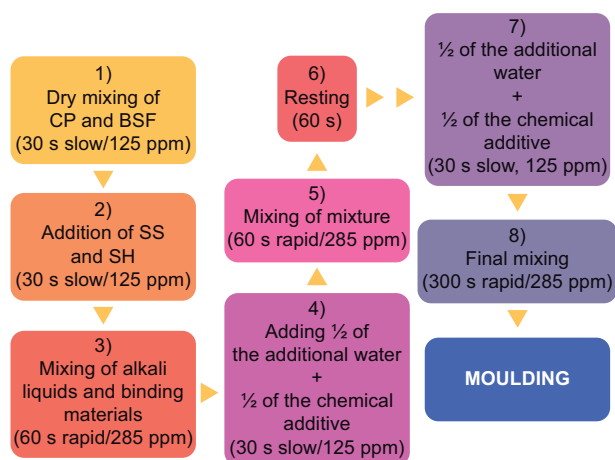 1)
Dry mixing of
CP and BSF
(30 s slow/125 ppm)
2)
Addition of SS
and SH
(30 s slow/125 ppm)
3)
Mixing of alkali
liquids and binding
materials
(60 s rapid/285 ppm)
4)
Adding ½ of
the additional water
+
½ of the chemical
additive
(30 s slow/125 ppm)
5)
Mixing of mixture
(60 s rapid/285 ppm)
6)
Resting
(60 s)
7)
½ of the additional
water
+
½ of the chemical
additive
(30 s slow, 125 ppm)
8)
Final mixing
(300 s rapid/285 ppm)
MOULDING